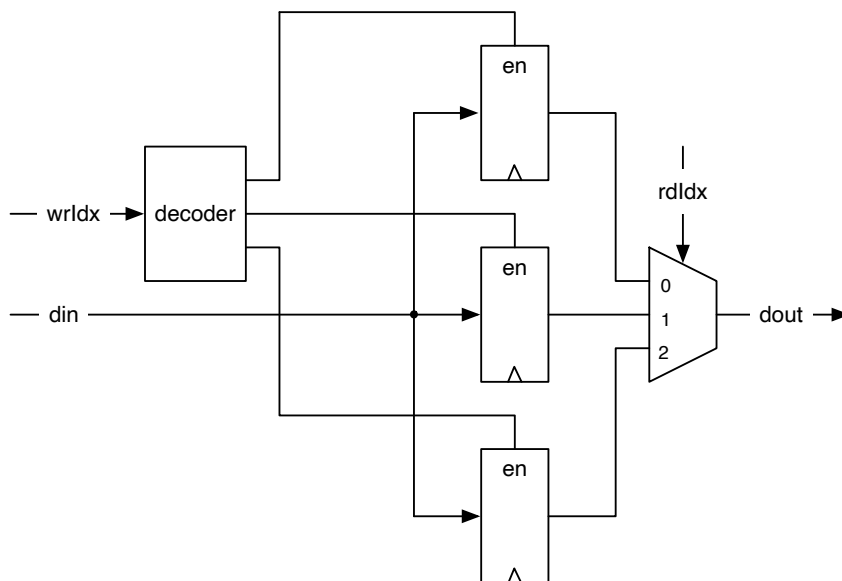 en
rdIdx
wrIdx
decoder
en
0
din
1
dout
2
en